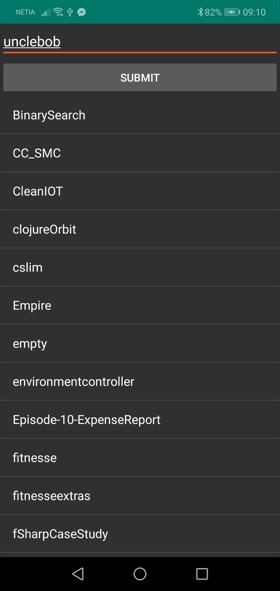 NETIA 82% 09:10
unclebob
SUBMIT
BinarySearch
CC_SMC
CleanIOT
clojureOrbit
cslim
Empire
empty
environmentcontroller
Episode-10-ExpenseReport
fitnesse
fitnesseextras
fSharpCaseStudy